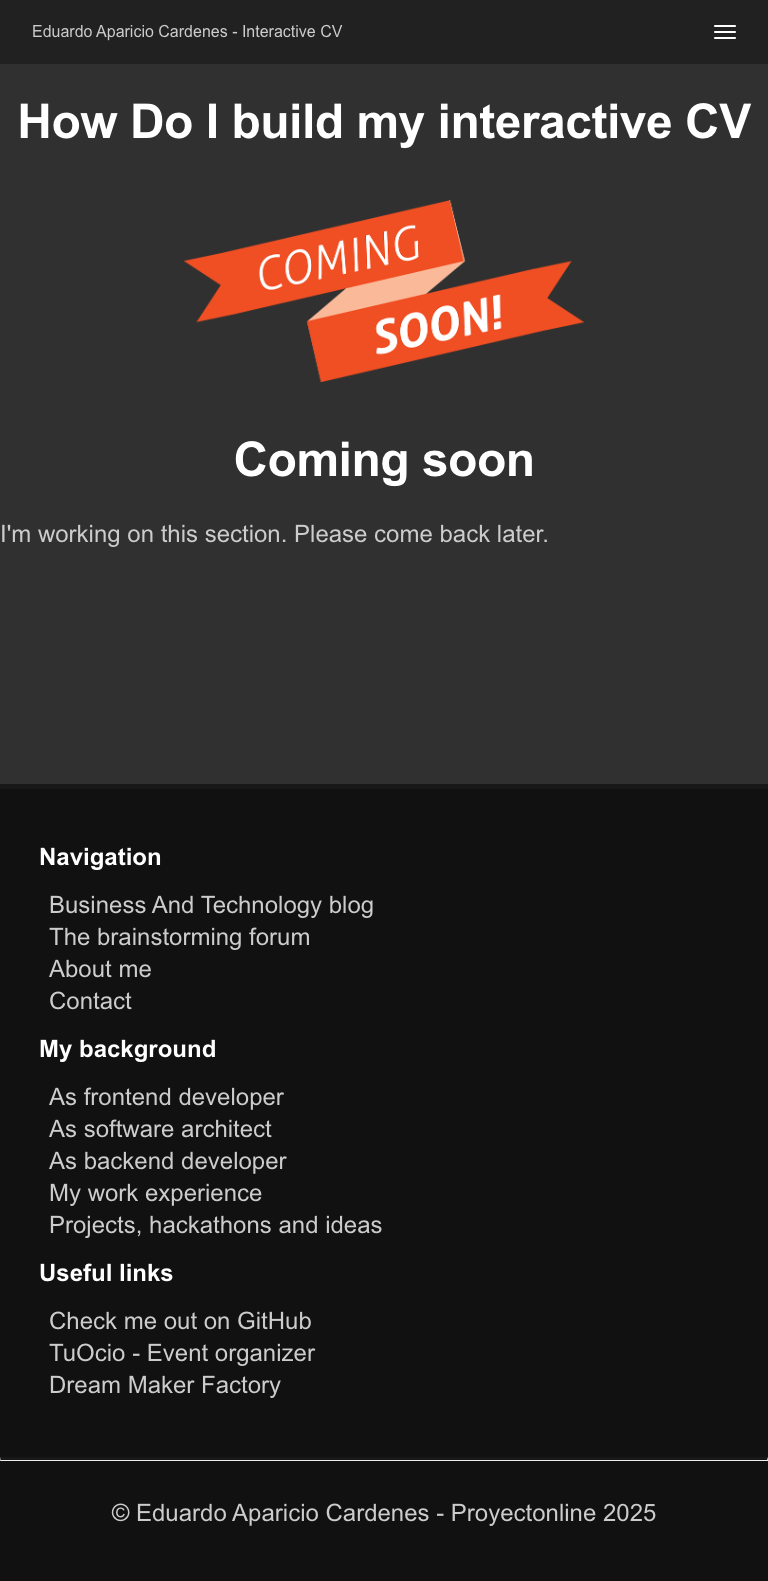 Eduardo Aparicio Cardenes - Interactive CV
How Do I build my interactive CV
COMING
SOON!
Coming soon
I'm working on this section. Please come back later.
Navigation
Business And Technology blog
The brainstorming forum
About me
Contact
My background
As frontend developer
As software architect
As backend developer
My work experience
Projects, hackathons and ideas
Useful links
Check me out on GitHub
TuOcio - Event organizer
Dream Maker Factory
© Eduardo Aparicio Cardenes - Proyectonline 2025